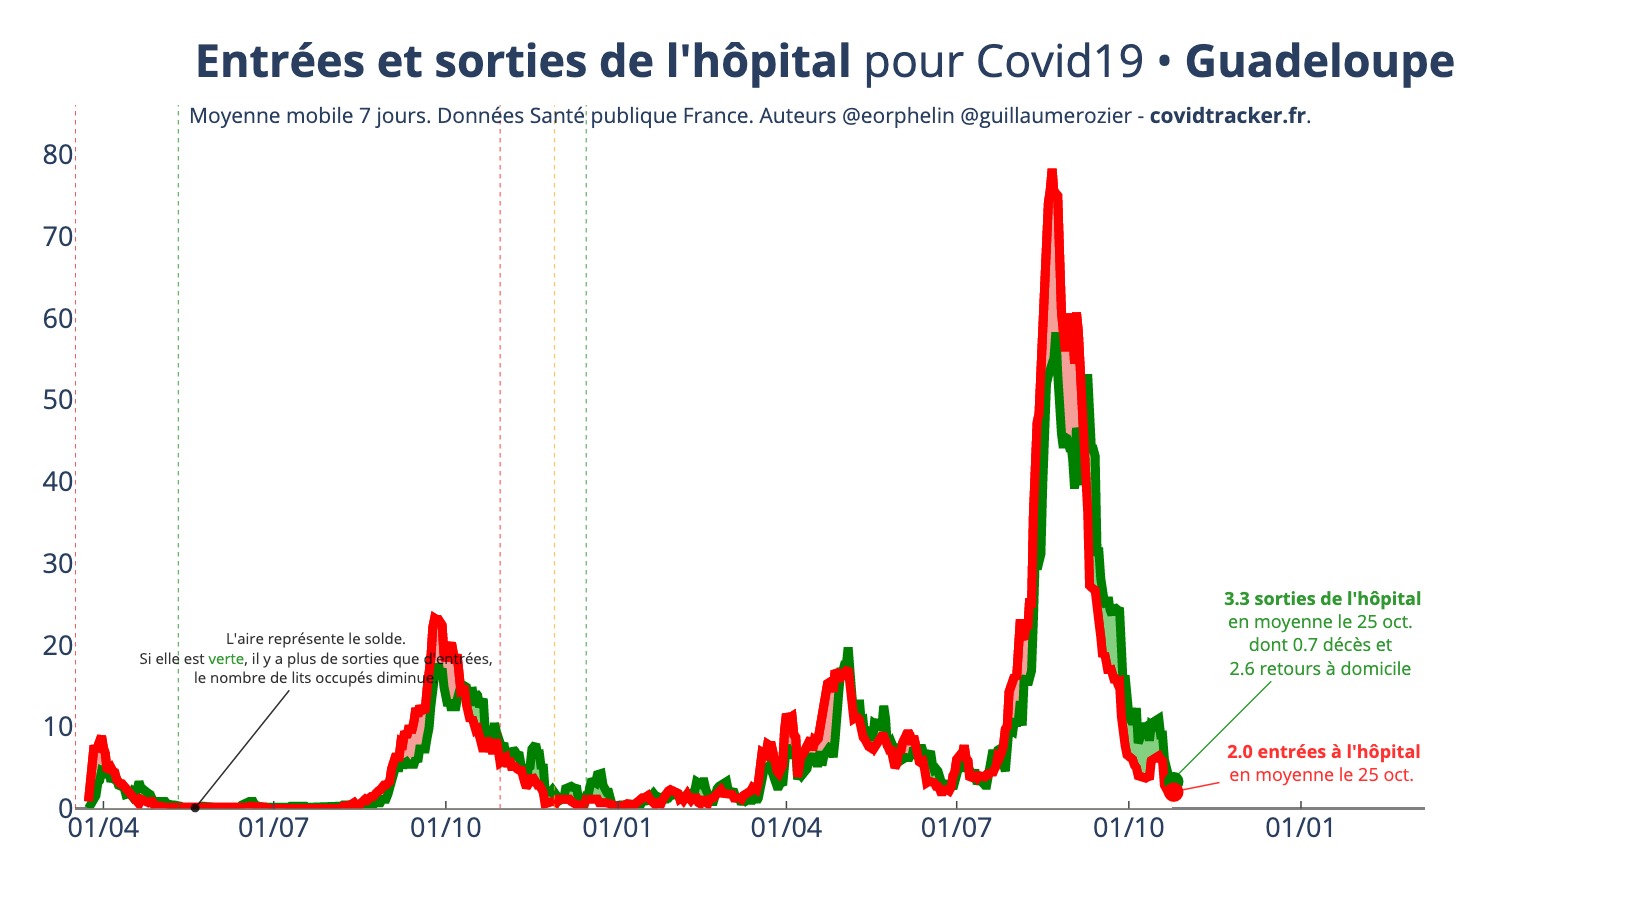 Entrées et sorties de l'hôpital pour Covid19 • Guadeloupe
Moyenne mobile 7 jours. Données Santé publique France. Auteurs @eorphelin @guillaumerozier - covidtracker.fr.
80
70
60
50
40
30
20
10
0
L'aire représente le solde.
Si elle est verte, il y a plus de sorties que d'entrées,
le nombre de lits occupés diminue
3.3 sorties de l'hôpital
en moyenne le 25 oct.
dont 0.7 décès et
2.6 retours à domicile
2.0 entrées à l'hôpital
en moyenne le 25 oct.
01/04 01/07 01/10 01/01 01/04 01/07 01/10 01/01